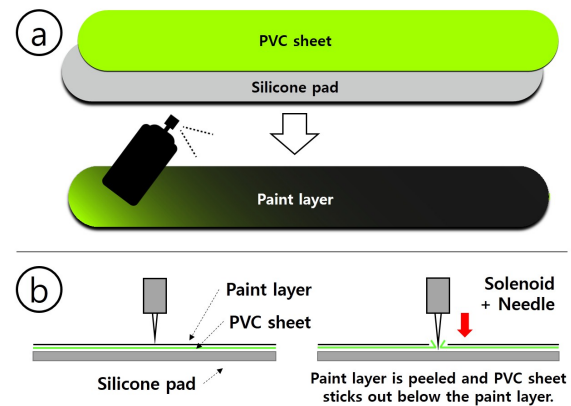 a
PVC sheet
Silicone pad
Paint layer
b
Paint layer
PVC sheet
Silicone pad
Solenoid
+ Needle
Paint layer is peeled and PVC sheet
sticks out below the paint layer.